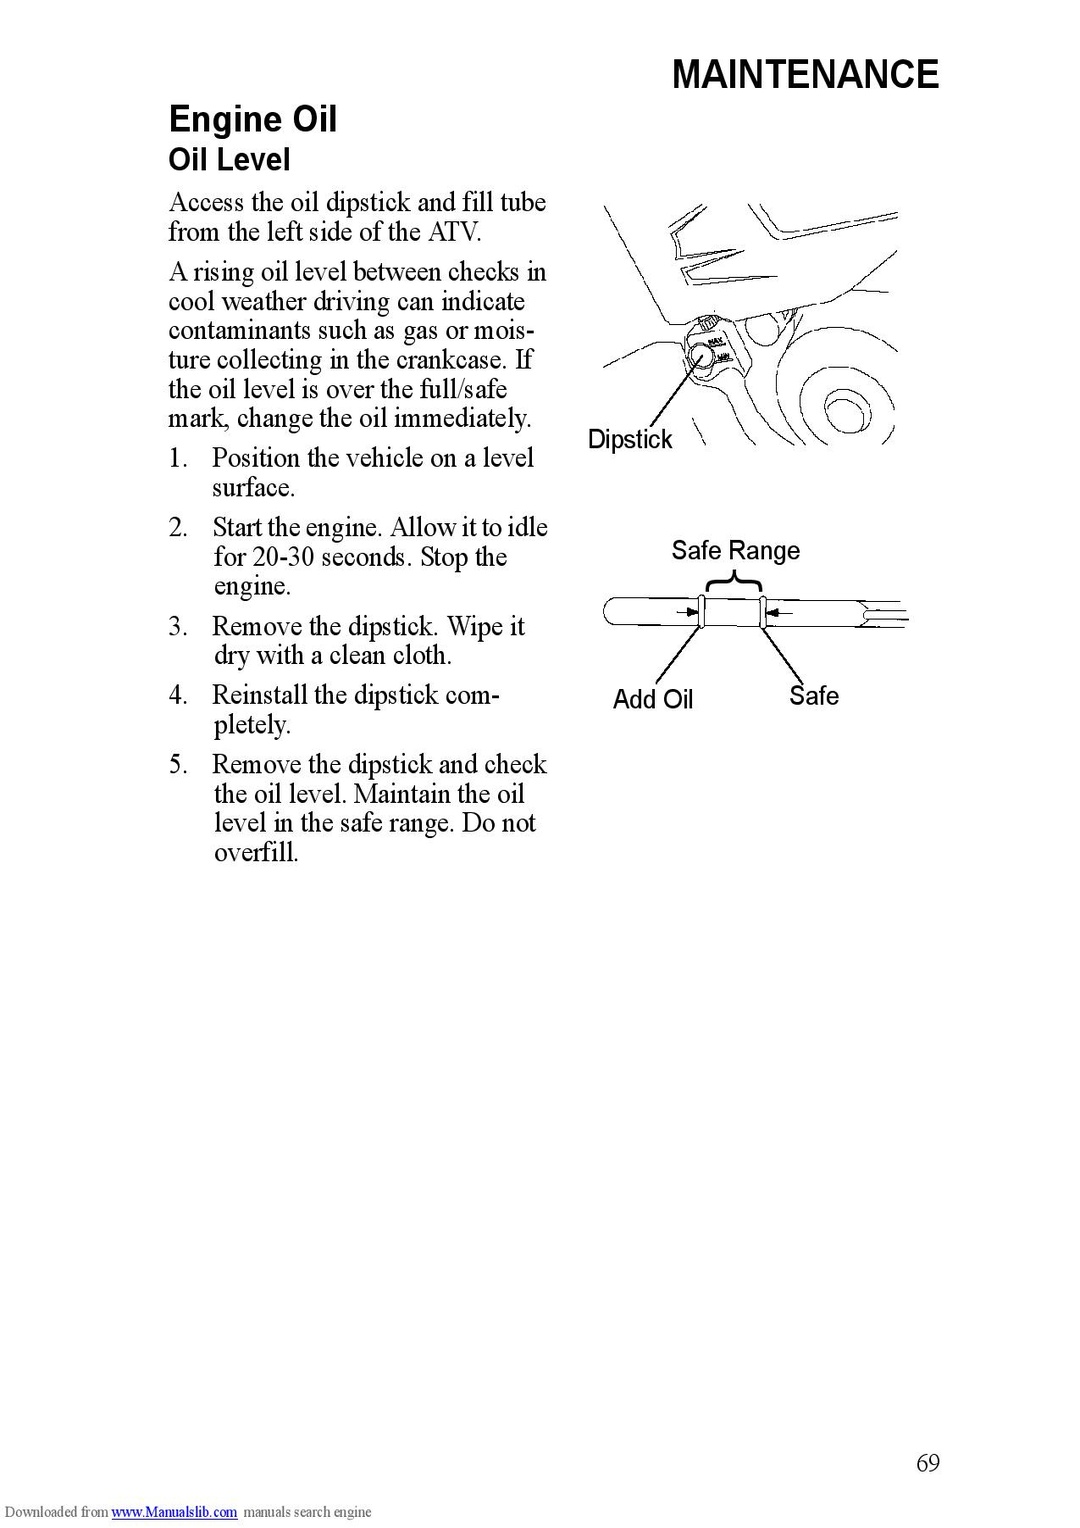 MAINTENANCE
Engine Oil
Oil Level
Access the oil dipstick and fill tube
from the left side of the ATV.
A rising oil level between checks in
cool weather driving can indicate
contaminants such as gas or mois-
ture collecting in the crankcase. If
the oil level is over the full/safe
mark, change the oil immediately.
1. Position the vehicle on a level
surface.
2. Start the engine. Allow it to idle
for 20-30 seconds. Stop the
engine.
3. Remove the dipstick. Wipe it
dry with a clean cloth.
4. Reinstall the dipstick com-
pletely.
5. Remove the dipstick and check
the oil level. Maintain the oil
level in the safe range. Do not
overfill.
MAX
MIN
Dipstick
Safe Range
Add Oil
Safe
69
Downloaded from www.Manualslib.com manuals search engine